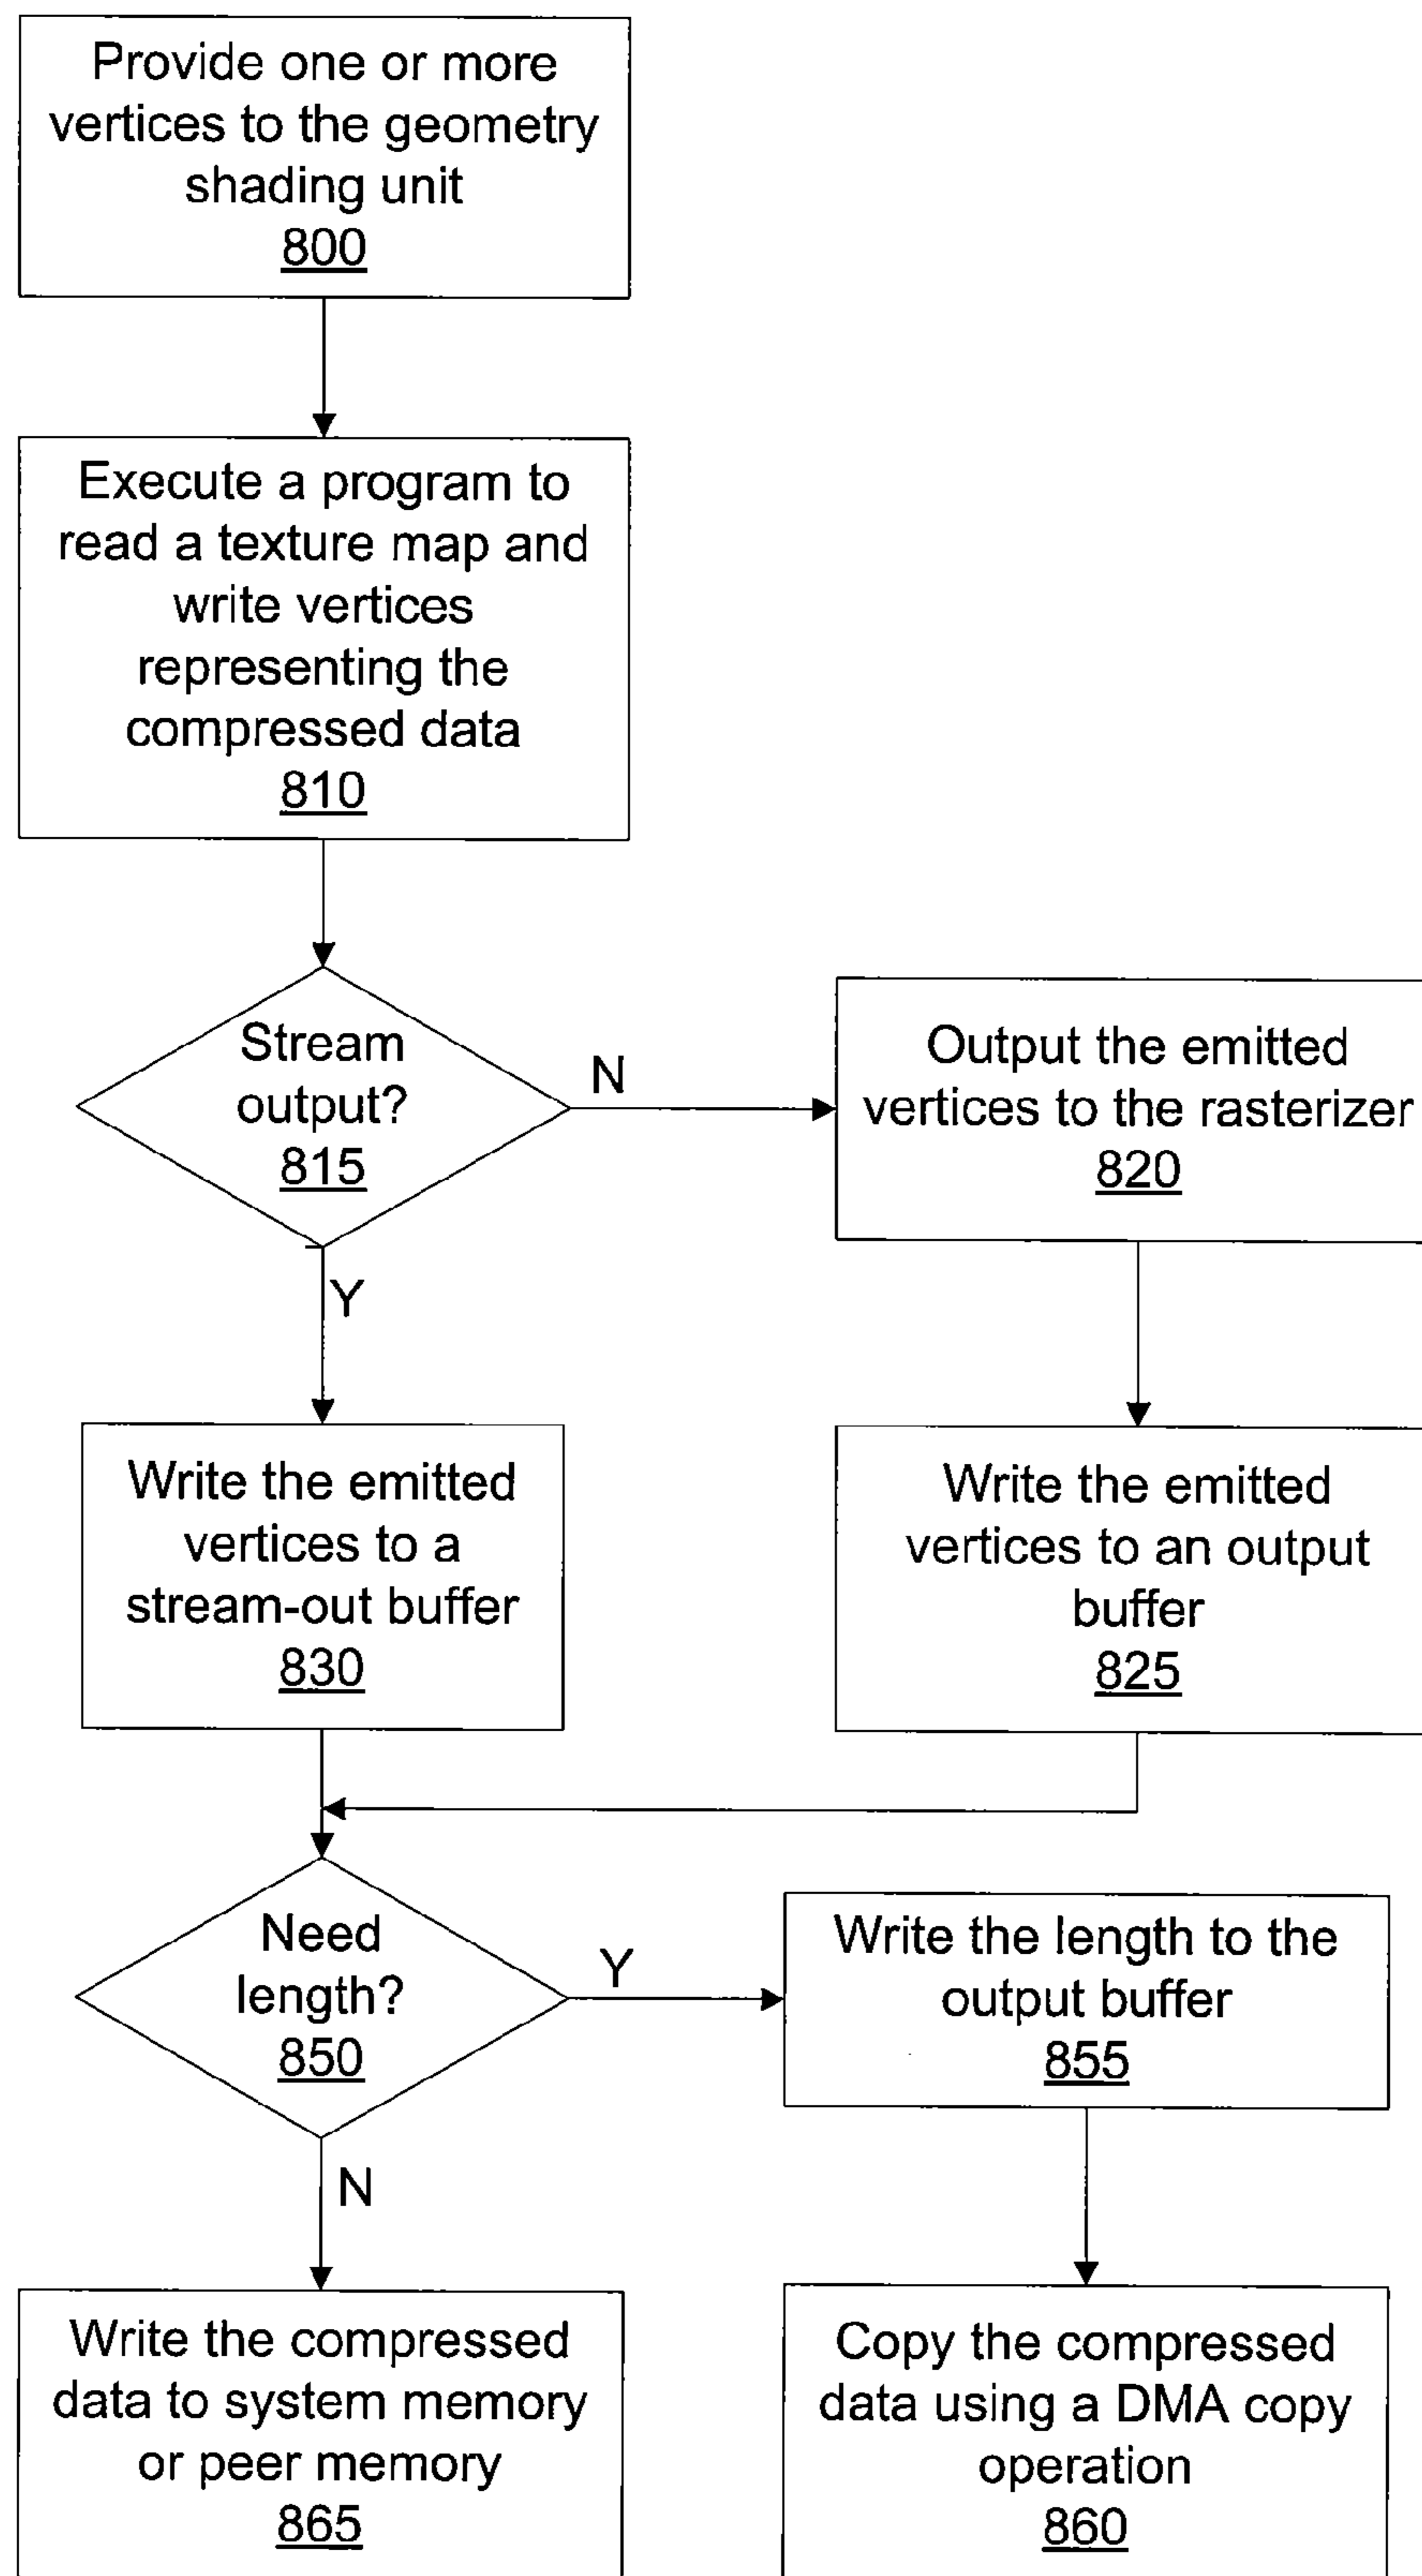 Provide one or more
vertices to the geometry
shading unit
800
Execute a program to
read a texture map and
write vertices
representing the
compressed data
810
Stream
output?
815
N
Output the emitted
vertices to the rasterizer
820
Y
Write the emitted
vertices to a
stream-out buffer
830
Write the emitted
vertices to an output
buffer
825
Need
length?
850
Y
Write the length to the
output buffer
855
N
Write the compressed
data to system memory
or peer memory
865
Copy the compressed
data using a DMA copy
operation
860